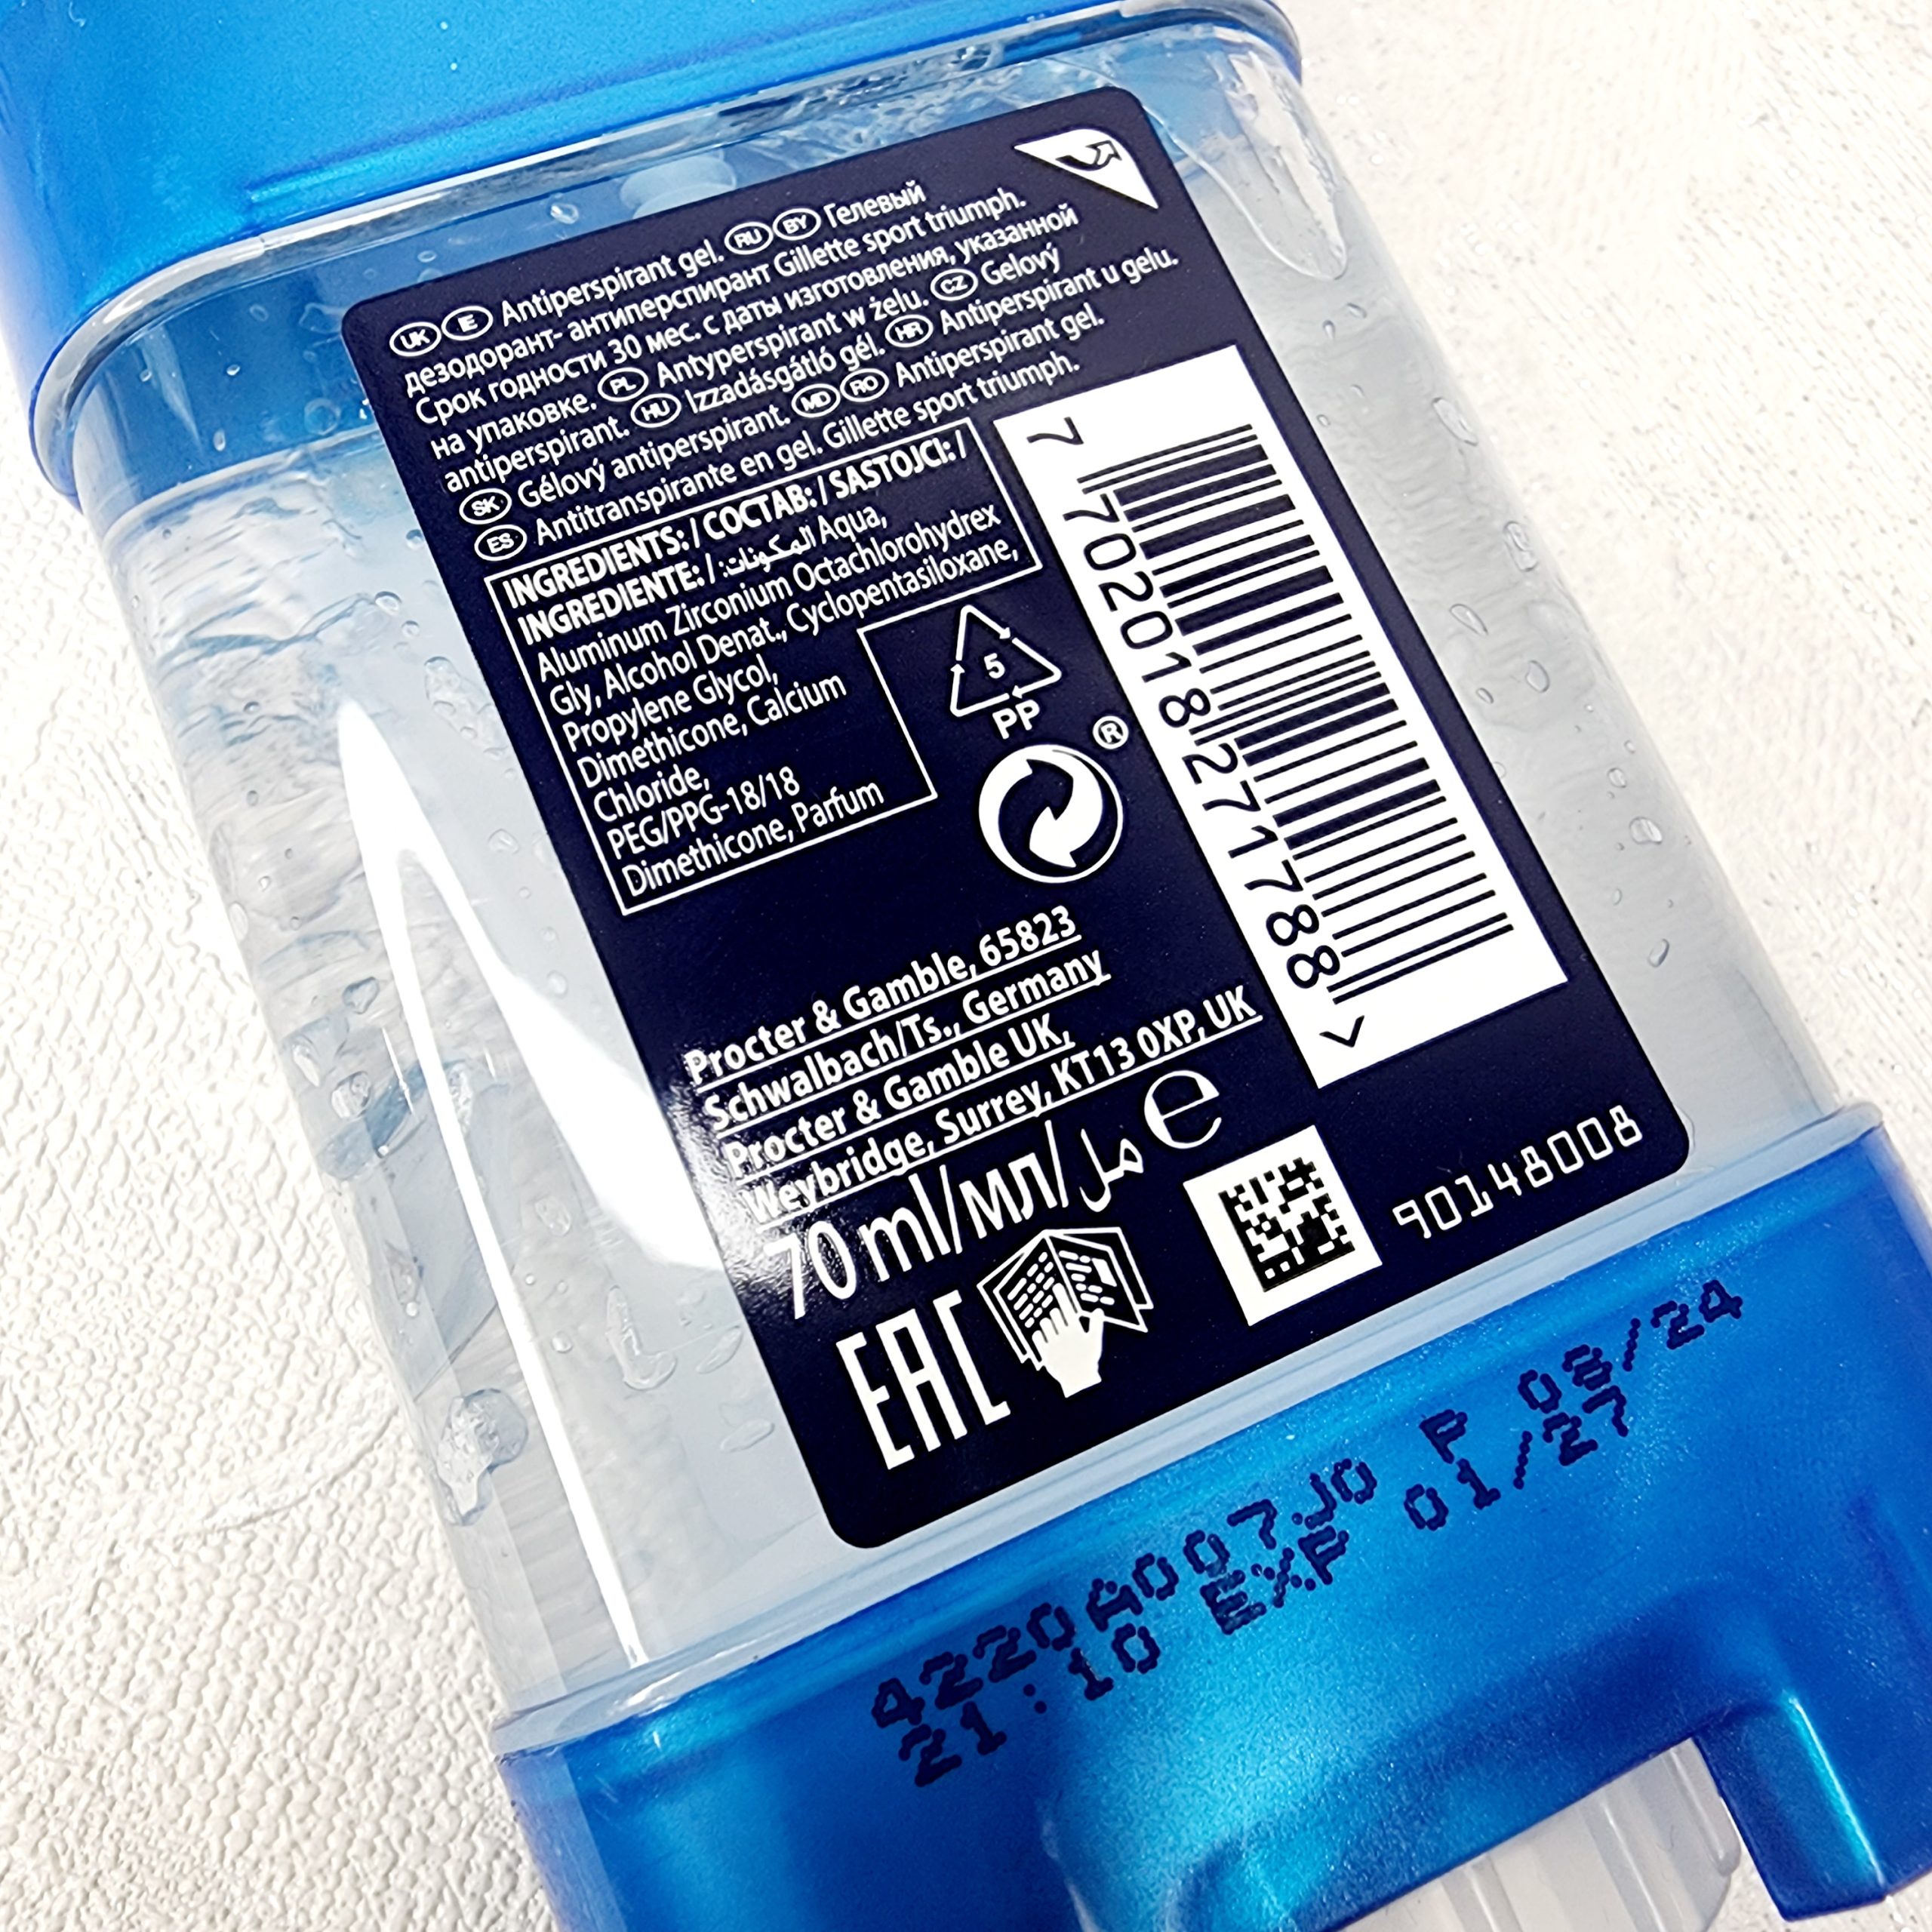 UK IE Antiperspirant gel. RU BY Гелевый
дезодорант- антиперспирант Gillette sport triumph.
Срок годности 30 мес. с даты изготовления, указанной
на упаковке. PL Antyperspirant w żelu. CZ Gelový
antiperspirant. HU Izzadásgátló gél. HR Antiperspirant u gelu.
SK Gélový antiperspirant. MD RO Antiperspirant gel.
ES Antitranspirante en gel. Gillette sport triumph.
INGREDIENTS: / СОСТАВ: / SASTOJCI: /
INGREDIENTE: / المكونات: Aqua,
Aluminum Zirconium Octachlorohydrex
Gly, Alcohol Denat., Cyclopentasiloxane,
Propylene Glycol,
Dimethicone, Calcium
Chloride,
PEG/PPG-18/18
Dimethicone, Parfum
5
PP
®
7 702018 271788 >
Procter & Gamble, 65823
Schwalbach/Ts., Germany
Procter & Gamble UK,
Weybridge, Surrey, KT13 0XP, UK
70 ml/мл/مل e
EAC
90148008
4220A007J0 P 08/24
21:10 EXP 01/27